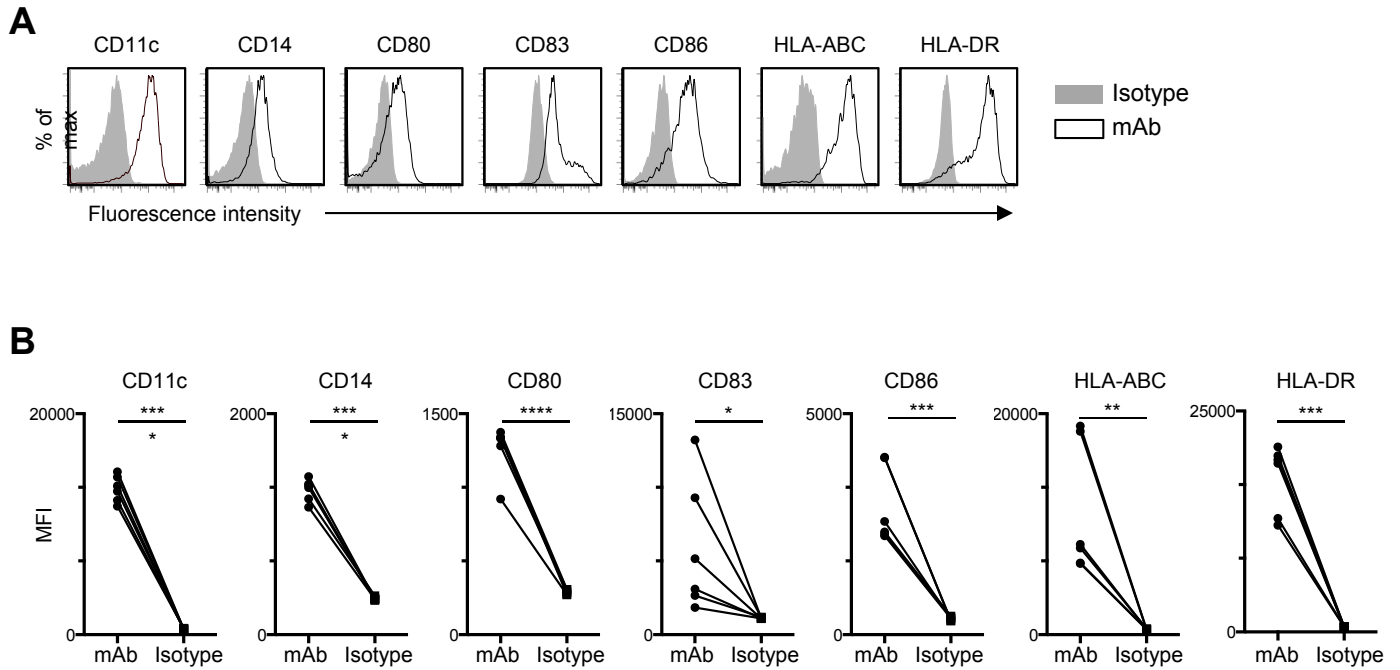 A
CD11c CD14 CD80 CD83 CD86 HLA-ABC HLA-DR
% of
max
Isotype
mAb
Fluorescence intensity
B
CD11c CD14 CD80 CD83 CD86 HLA-ABC HLA-DR
20000 2000 1500 15000 5000 20000 25000
*** *** **** * *** ** ***
* *
MFI
0 0 0 0 0 0 0
mAb Isotype mAb Isotype mAb Isotype mAb Isotype mAb Isotype mAb Isotype mAb Isotype